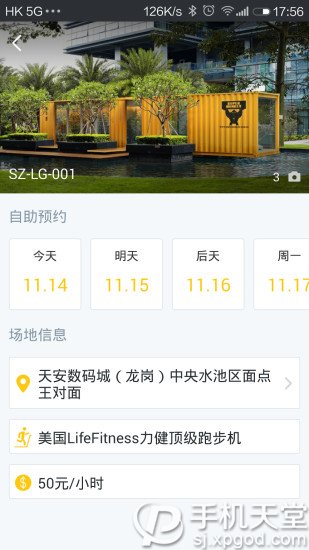 HK 5G
126K/s
17:56
SZ-LG-001
3
自助预约
今天
明天
后天
周一
11.14
11.15
11.16
11.17
场地信息
天安数码城（龙岗）中央水池区面点
王对面
美国LifeFitness力健顶级跑步机
50元/小时
手机天堂
sj.xpgod.com